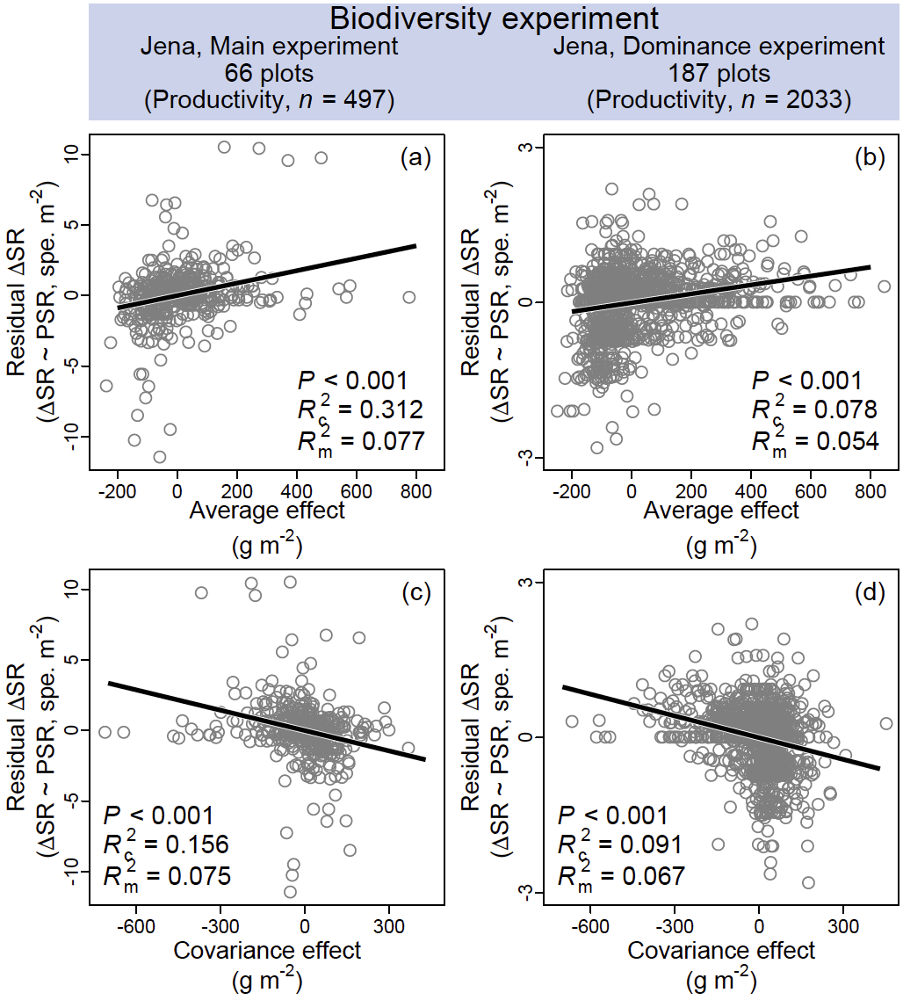 Biodiversity experiment
Jena, Main experiment
66 plots
(Productivity, n = 497)
Jena, Dominance experiment
187 plots
(Productivity, n = 2033)
(a)
Residual ΔSR
(ΔSR ~ PSR, spe. m⁻²)
10
5
0
-5
-10
P < 0.001
R²c = 0.312
R²m = 0.077
-200 0 200 400 600 800
Average effect
(g m⁻²)
(b)
Residual ΔSR
(ΔSR ~ PSR, spe. m⁻²)
3
0
-3
P < 0.001
R²c = 0.078
R²m = 0.054
-200 0 200 400 600 800
Average effect
(g m⁻²)
(c)
Residual ΔSR
(ΔSR ~ PSR, spe. m⁻²)
10
5
0
-5
-10
P < 0.001
R²c = 0.156
R²m = 0.075
-600 -300 0 300
Covariance effect
(g m⁻²)
(d)
Residual ΔSR
(ΔSR ~ PSR, spe. m⁻²)
3
0
-3
P < 0.001
R²c = 0.091
R²m = 0.067
-600 -300 0 300
Covariance effect
(g m⁻²)